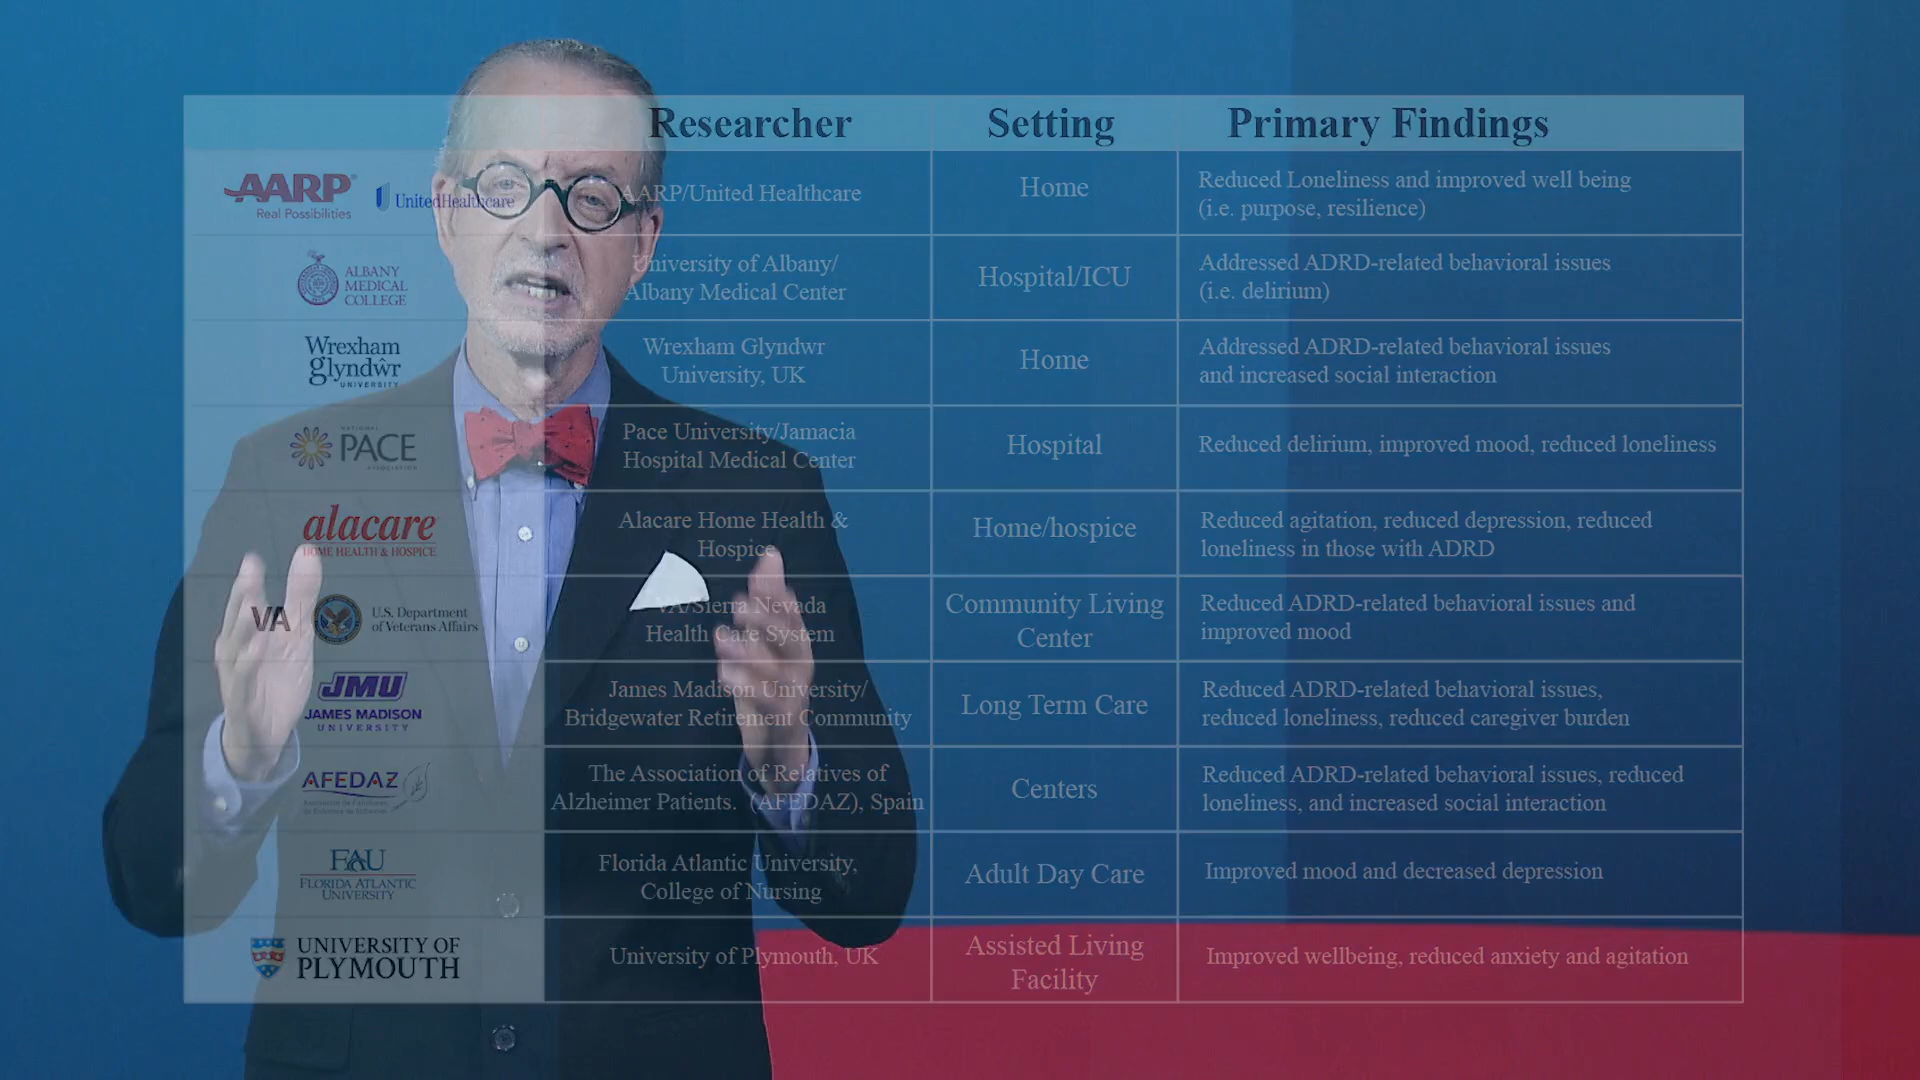 Researcher
Setting
Primary Findings
AARP
Real Possibilities
UnitedHealthcare
AARP/United Healthcare
Home
Reduced Loneliness and improved well being
(i.e. purpose, resilience)
ALBANY
MEDICAL
COLLEGE
University of Albany/
Albany Medical Center
Hospital/ICU
Addressed ADRD-related behavioral issues
(i.e. delirium)
Wrexham
glyndŵr
UNIVERSITY
Wrexham Glyndwr
University, UK
Home
Addressed ADRD-related behavioral issues
and increased social interaction
NATIONAL
PACE
ASSOCIATION
Pace University/Jamacia
Hospital Medical Center
Hospital
Reduced delirium, improved mood, reduced loneliness
alacare
HOME HEALTH & HOSPICE
Alacare Home Health &
Hospice
Home/hospice
Reduced agitation, reduced depression, reduced
loneliness in those with ADRD
VA
U.S. Department
of Veterans Affairs
VA/Sierra Nevada
Health Care System
Community Living
Center
Reduced ADRD-related behavioral issues and
improved mood
JMU
JAMES MADISON
UNIVERSITY
James Madison University/
Bridgewater Retirement Community
Long Term Care
Reduced ADRD-related behavioral issues,
reduced loneliness, reduced caregiver burden
AFEDAZ
The Association of Relatives of
Alzheimer Patients. (AFEDAZ), Spain
Centers
Reduced ADRD-related behavioral issues, reduced
loneliness, and increased social interaction
FAU
FLORIDA ATLANTIC
UNIVERSITY
Florida Atlantic University,
College of Nursing
Adult Day Care
Improved mood and decreased depression
UNIVERSITY OF
PLYMOUTH
University of Plymouth, UK
Assisted Living
Facility
Improved wellbeing, reduced anxiety and agitation